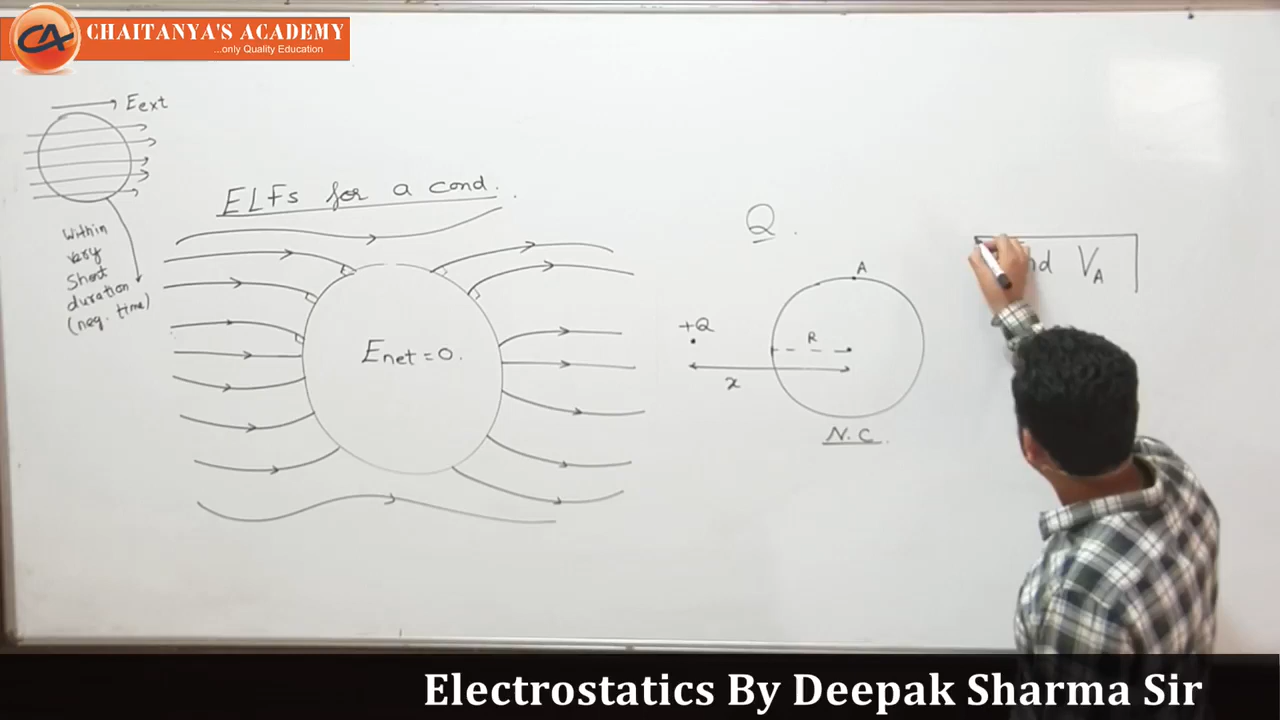 CHAITANYA'S ACADEMY
...only Quality Education
CA
Eext
Within
very
Short
duration
(neg. time)
ELFs for a cond.
Enet = 0.
Q.
A
+Q
R
x
N.C.
nd VA
Electrostatics By Deepak Sharma Sir